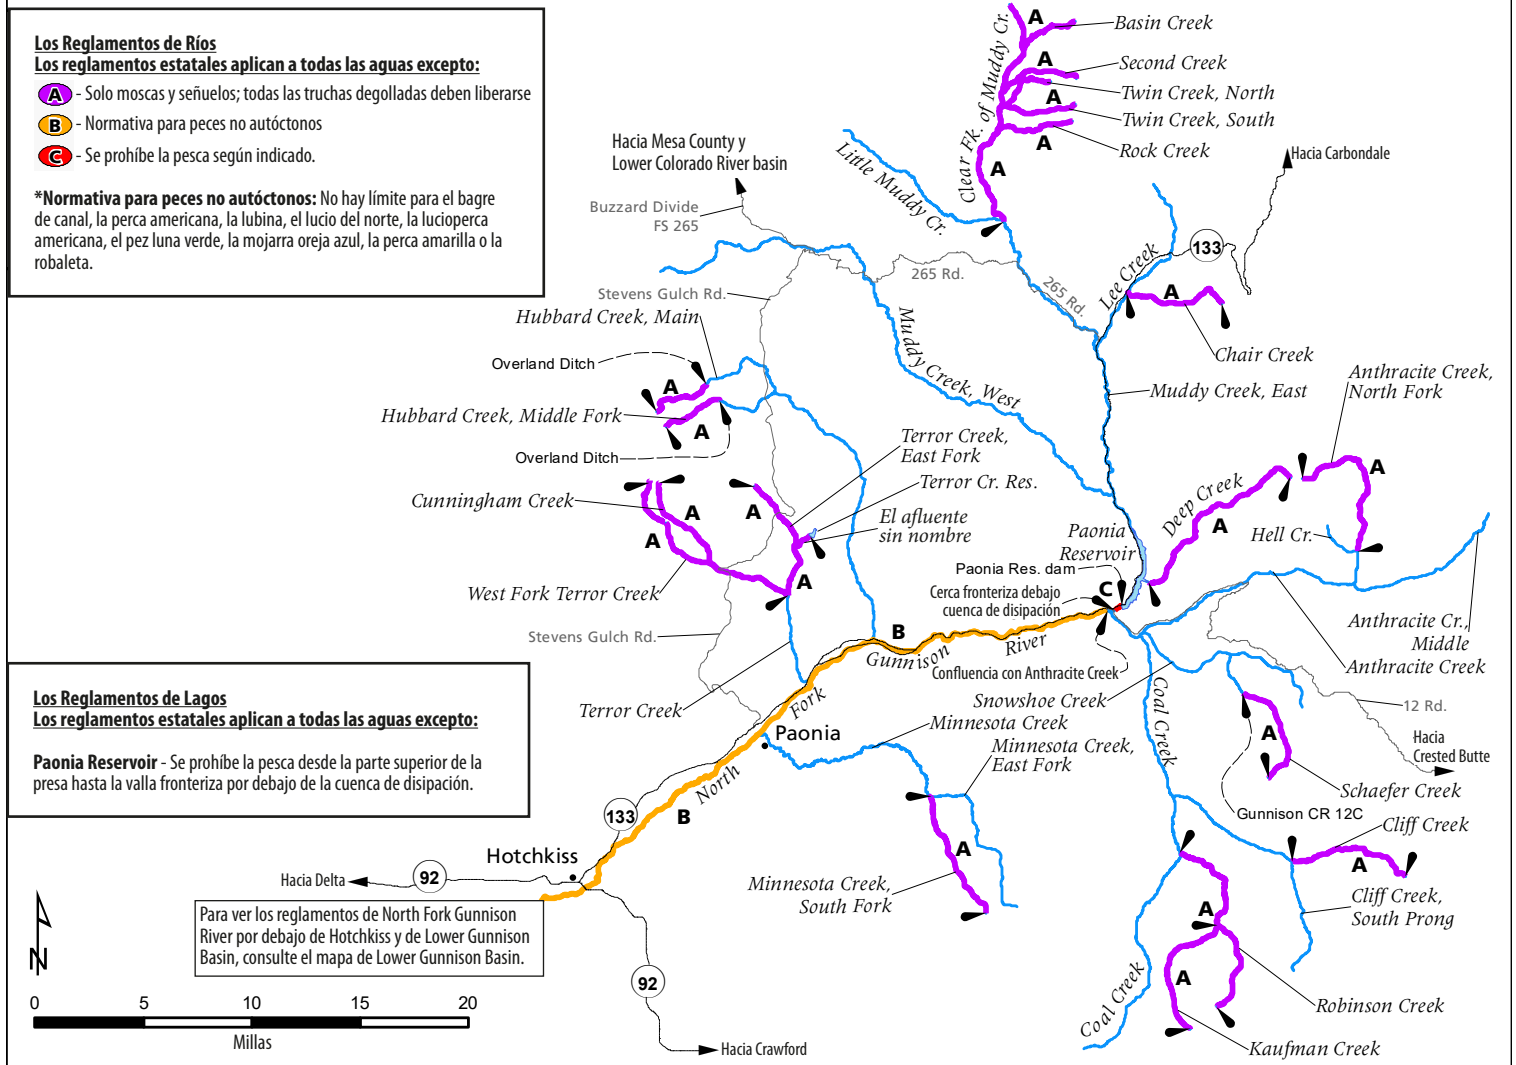 Los Reglamentos de Ríos
Los reglamentos estatales aplican a todas las aguas excepto:
A - Solo moscas y señuelos; todas las truchas degolladas deben liberarse
B - Normativa para peces no autóctonos
C - Se prohíbe la pesca según indicado.
*Normativa para peces no autóctonos: No hay límite para el bagre
de canal, la perca americana, la lubina, el lucio del norte, la lucioperca
americana, el pez luna verde, la mojarra oreja azul, la perca amarilla o la
robaleta.
A
Basin Creek
A
Second Creek
Twin Creek, North
A
Twin Creek, South
A
Rock Creek
Clear Fk. of Muddy Cr.
A
Hacia Mesa County y
Lower Colorado River basin
Little Muddy Cr.
Hacia Carbondale
Buzzard Divide
FS 265
133
265 Rd.
265 Rd.
Lee Creek
A
Chair Creek
Stevens Gulch Rd.
Hubbard Creek, Main
Muddy Creek, West
Overland Ditch
A
Muddy Creek, East
Anthracite Creek,
North Fork
Hubbard Creek, Middle Fork
A
Overland Ditch
Terror Creek,
East Fork
A
Terror Cr. Res.
Cunningham Creek
A
A
A
El afluente
sin nombre
Deep Creek
A
Hell Cr.
Paonia
Reservoir
Paonia Res. dam
West Fork Terror Creek
A
Cerca fronteriza debajo
cuenca de disipación
C
Stevens Gulch Rd.
B
Gunnison
River
Confluencia con Anthracite Creek
Anthracite Cr.,
Middle
Anthracite Creek
Los Reglamentos de Lagos
Los reglamentos estatales aplican a todas las aguas excepto:
Paonia Reservoir - Se prohíbe la pesca desde la parte superior de la
presa hasta la valla fronteriza por debajo de la cuenca de disipación.
Terror Creek
Fork
Snowshoe Creek
Coal Creek
12 Rd.
Paonia
Minnesota Creek
Minnesota Creek,
East Fork
A
Hacia
Crested Butte
North
Schaefer Creek
133
B
Gunnison CR 12C
Cliff Creek
Hotchkiss
A
A
Hacia Delta
92
Minnesota Creek,
South Fork
Cliff Creek,
South Prong
A
Para ver los reglamentos de North Fork Gunnison
River por debajo de Hotchkiss y de Lower Gunnison
Basin, consulte el mapa de Lower Gunnison Basin.
N
92
A
Coal Creek
Robinson Creek
0 5 10 15 20
Millas
Hacia Crawford
Kaufman Creek